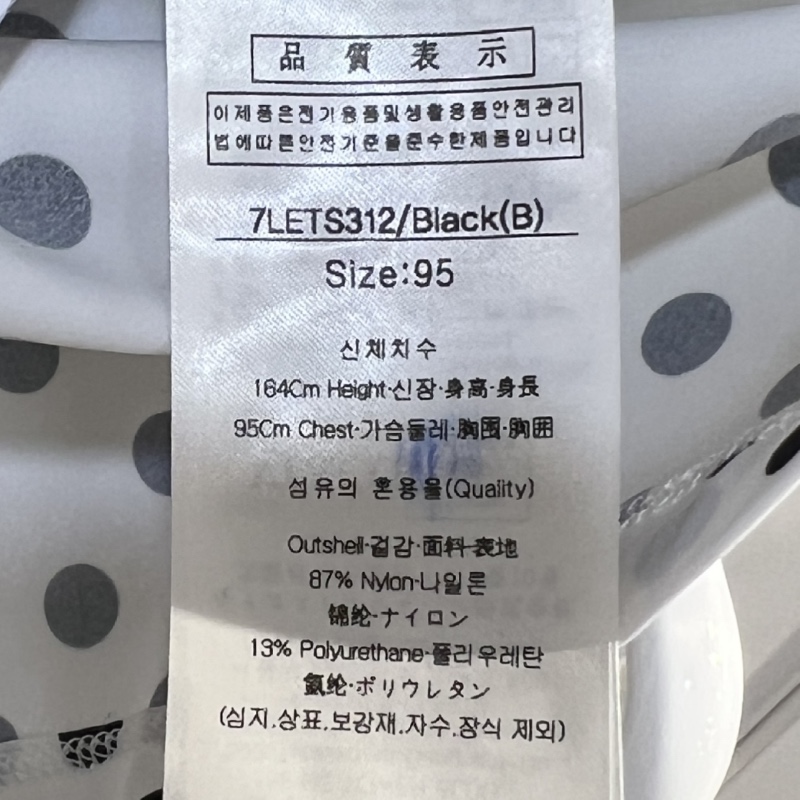 品質表示
이제품은전기용품및생활용품안전관리
법에따른안전기준을준수한제품입니다
7LETS312/Black(B)
Size:95
신체치수
164Cm Height·신장·身高·身長
95Cm Chest·가슴둘레·胸围·胸囲
섬유의 혼용율(Quaiity)
Outshell·겉감·面料·表地
87% Nylon·나일론
锦纶·ナイロン
13% Polyurethane·폴리우레탄
氨纶·ポリウレタン
(심지.상표.보강재.자수.장식 제외)